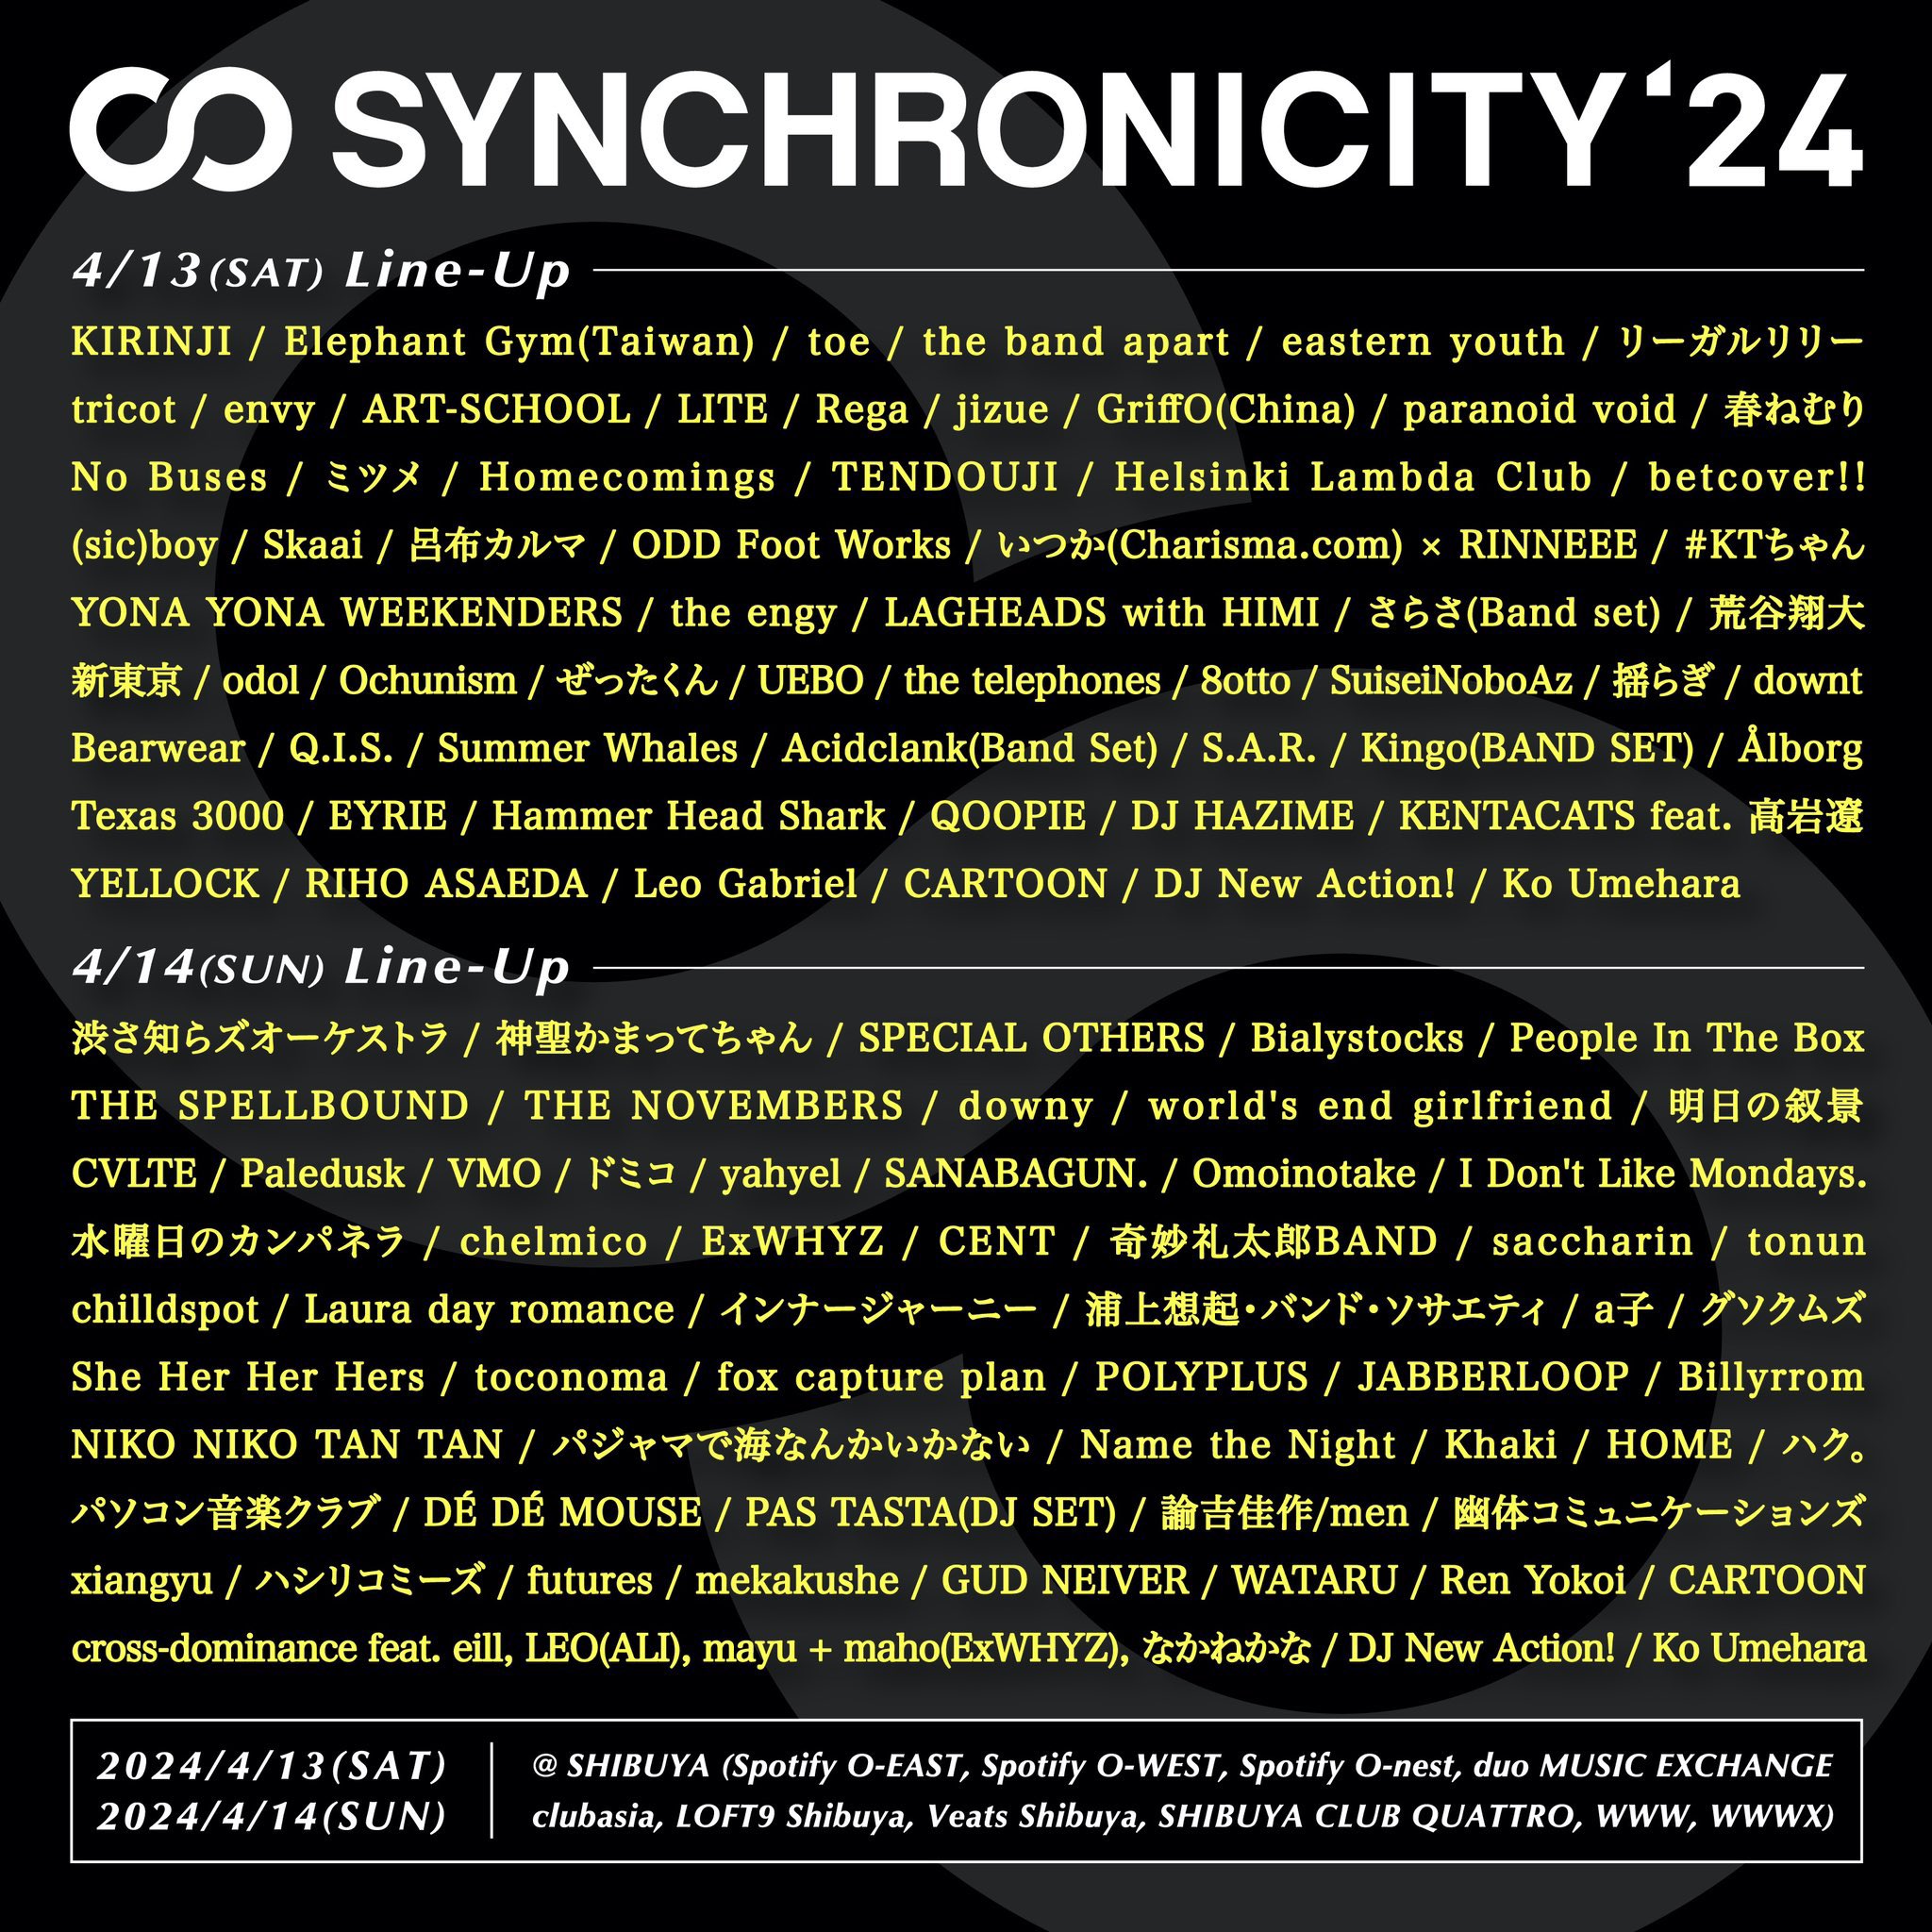 SYNCHRONICITY‘24
4/13(SAT) Line-Up
KIRINJI / Elephant Gym(Taiwan) / toe / the band apart / eastern youth / リーガルリリー
tricot / envy / ART-SCHOOL / LITE / Rega / jizue / GriffO(China) / paranoid void / 春ねむり
No Buses / ミツメ / Homecomings / TENDOUJI / Helsinki Lambda Club / betcover!!
(sic)boy / Skaai / 呂布カルマ / ODD Foot Works / いつか(Charisma.com) × RINNEEE / #KTちゃん
YONA YONA WEEKENDERS / the engy / LAGHEADS with HIMI / さらさ(Band set) / 荒谷翔大
新東京 / odol / Ochunism / ぜったくん / UEBO / the telephones / 8otto / SuiseiNoboAz / 揺らぎ / downt
Bearwear / Q.I.S. / Summer Whales / Acidclank(Band Set) / S.A.R. / Kingo(BAND SET) / Ålborg
Texas 3000 / EYRIE / Hammer Head Shark / QOOPIE / DJ HAZIME / KENTACATS feat. 高岩遼
YELLOCK / RIHO ASAEDA / Leo Gabriel / CARTOON / DJ New Action! / Ko Umehara
4/14(SUN) Line-Up
渋さ知らズオーケストラ / 神聖かまってちゃん / SPECIAL OTHERS / Bialystocks / People In The Box
THE SPELLBOUND / THE NOVEMBERS / downy / world's end girlfriend / 明日の叙景
CVLTE / Paledusk / VMO / ドミコ / yahyel / SANABAGUN. / Omoinotake / I Don't Like Mondays.
水曜日のカンパネラ / chelmico / ExWHYZ / CENT / 奇妙礼太郎BAND / saccharin / tonun
chilldspot / Laura day romance / インナージャーニー / 浦上想起・バンド・ソサエティ / a子 / グソクムズ
She Her Her Hers / toconoma / fox capture plan / POLYPLUS / JABBERLOOP / Billyrrom
NIKO NIKO TAN TAN / パジャマで海なんかいかない / Name the Night / Khaki / HOME / ハク。
パソコン音楽クラブ / DÉ DÉ MOUSE / PAS TASTA(DJ SET) / 諭吉佳作/men / 幽体コミュニケーションズ
xiangyu / ハシリコミーズ / futures / mekakushe / GUD NEIVER / WATARU / Ren Yokoi / CARTOON
cross-dominance feat. eill, LEO(ALI), mayu + maho(ExWHYZ), なかねかな / DJ New Action! / Ko Umehara
2024/4/13(SAT)
2024/4/14(SUN)
@ SHIBUYA (Spotify O-EAST, Spotify O-WEST, Spotify O-nest, duo MUSIC EXCHANGE
clubasia, LOFT9 Shibuya, Veats Shibuya, SHIBUYA CLUB QUATTRO, WWW, WWWX)